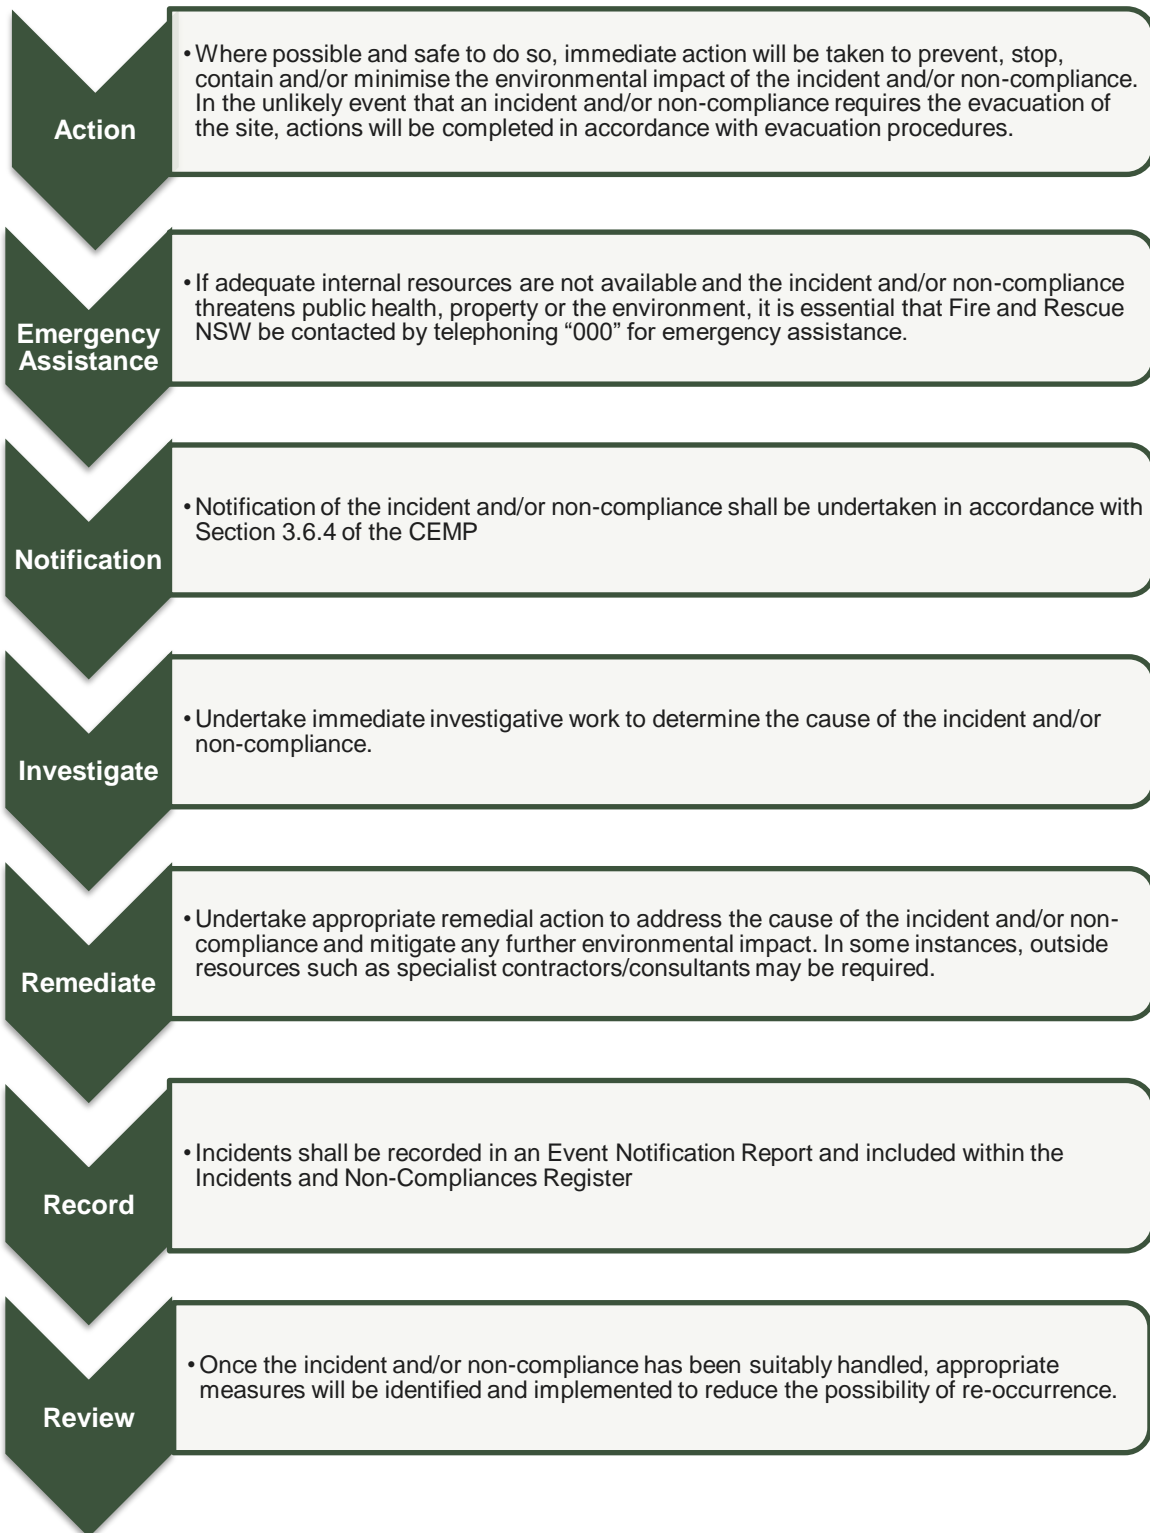 Action
• Where possible and safe to do so, immediate action will be taken to prevent, stop,
contain and/or minimise the environmental impact of the incident and/or non-compliance.
In the unlikely event that an incident and/or non-compliance requires the evacuation of
the site, actions will be completed in accordance with evacuation procedures.
Emergency
Assistance
• If adequate internal resources are not available and the incident and/or non-compliance
threatens public health, property or the environment, it is essential that Fire and Rescue
NSW be contacted by telephoning “000” for emergency assistance.
Notification
• Notification of the incident and/or non-compliance shall be undertaken in accordance with
Section 3.6.4 of the CEMP
Investigate
• Undertake immediate investigative work to determine the cause of the incident and/or
non-compliance.
Remediate
• Undertake appropriate remedial action to address the cause of the incident and/or non-
compliance and mitigate any further environmental impact. In some instances, outside
resources such as specialist contractors/consultants may be required.
Record
• Incidents shall be recorded in an Event Notification Report and included within the
Incidents and Non-Compliances Register
Review
• Once the incident and/or non-compliance has been suitably handled, appropriate
measures will be identified and implemented to reduce the possibility of re-occurrence.